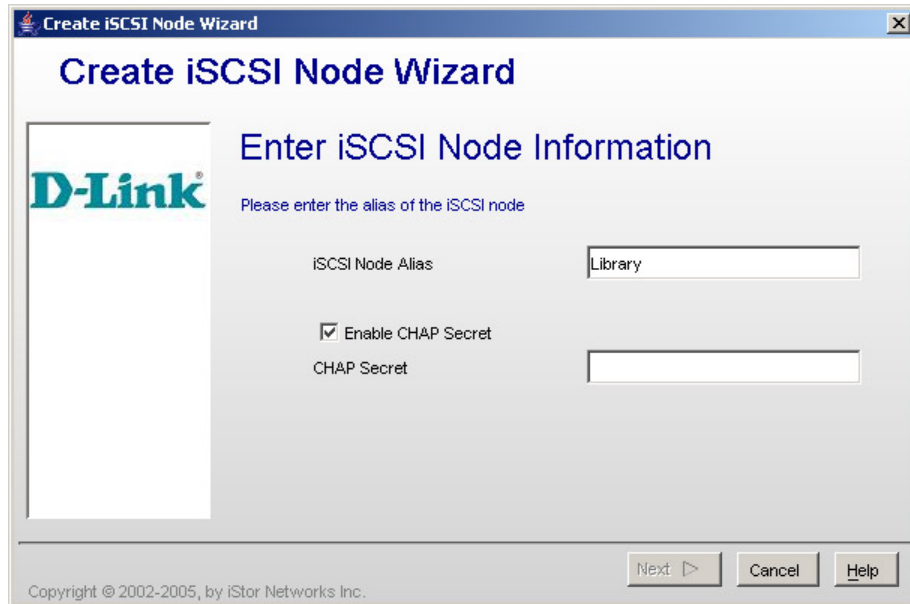 Create iSCSI Node Wizard
Create iSCSI Node Wizard
D-Link®
Enter iSCSI Node Information
Please enter the alias of the iSCSI node
iSCSI Node Alias
Library
Enable CHAP Secret
CHAP Secret
Next
Cancel
Help
Copyright © 2002-2005, by iStor Networks Inc.